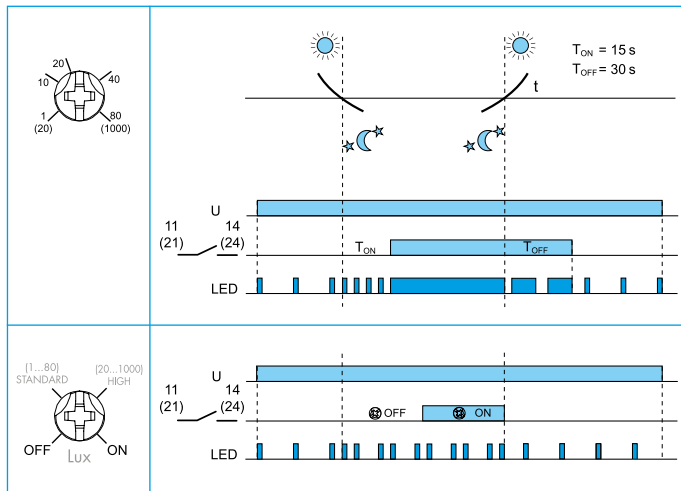 20
10
40
1
(20)
80
(1000)
TON = 15 s
TOFF = 30 s
t
U
11
(21)
14
(24)
TON
TOFF
LED
(1...80)
STANDARD
(20...1000)
HIGH
OFF
ON
Lux
U
11
(21)
14
(24)
OFF
ON
LED